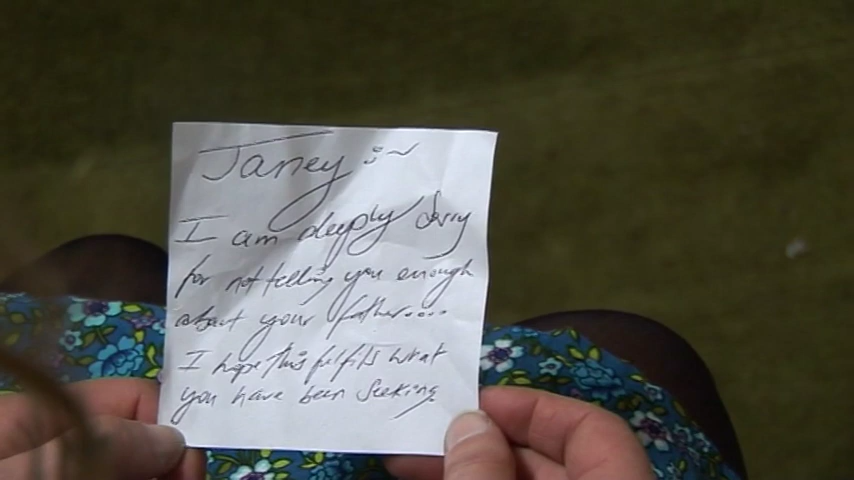 Janey :~
I am deeply sorry
for not telling you enough
about your father....
I hope this fulfils what
you have been seeking.